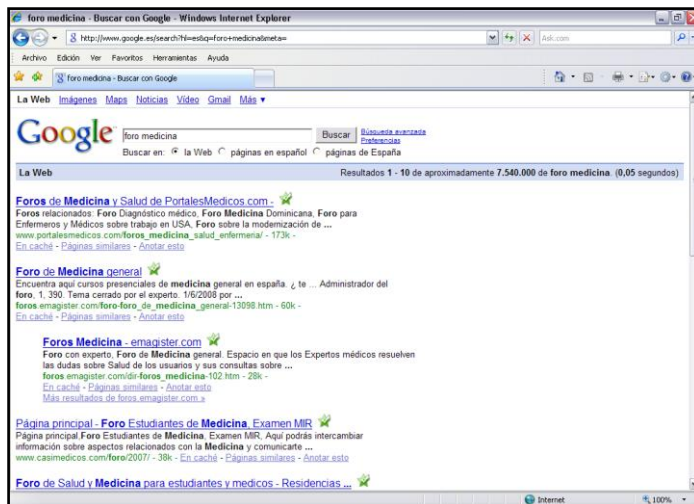 foro medicina - Buscar con Google - Windows Internet Explorer
http://www.google.es/search?hl=es&q=foro+medicina&meta=
Ask.com
Archivo Edición Ver Favoritos Herramientas Ayuda
foro medicina - Buscar con Google
La Web Imágenes Maps Noticias Vídeo Gmail Más ▼
Google foro medicina Buscar Búsqueda avanzada
Preferencias
Buscar en: la Web páginas en español páginas de España
La Web Resultados 1 - 10 de aproximadamente 7.540.000 de foro medicina. (0,05 segundos)
Foros de Medicina y Salud de PortalesMedicos.com -
Foros relacionados: Foro Diagnóstico médico, Foro Medicina Dominicana, Foro para
Enfermeros y Médicos sobre trabajo en USA, Foro sobre la modernización de ...
www.portalesmedicos.com/foros_medicina_salud_enfermeria/ - 173k -
En caché - Páginas similares - Anotar esto
Foro de Medicina general
Encuentra aquí cursos presenciales de medicina general en españa. ¿ te ... Administrador del
foro, 1, 390. Tema cerrado por el experto. 1/6/2008 por ...
foros.emagister.com/foro-foro_de_medicina_general-13098.htm - 60k -
En caché - Páginas similares - Anotar esto
Foros Medicina - emagister.com
Foro con experto, Foro de Medicina general. Espacio en que los Expertos médicos resuelven
las dudas sobre Salud de los usuarios y sus consultas sobre ...
foros.emagister.com/dir-foros_medicina-102.htm - 28k -
En caché - Páginas similares - Anotar esto
Más resultados de foros.emagister.com »
Página principal - Foro Estudiantes de Medicina, Examen MIR
Página principal,Foro Estudiantes de Medicina, Examen MIR, Aquí podrás intercambiar
información sobre aspectos relacionados con la Medicina y comunicarte ...
www.casimedicos.com/foro/2007/ - 38k - En caché - Páginas similares - Anotar esto
Foro de Salud y Medicina para estudiantes y medicos - Residencias ...
Internet 100%